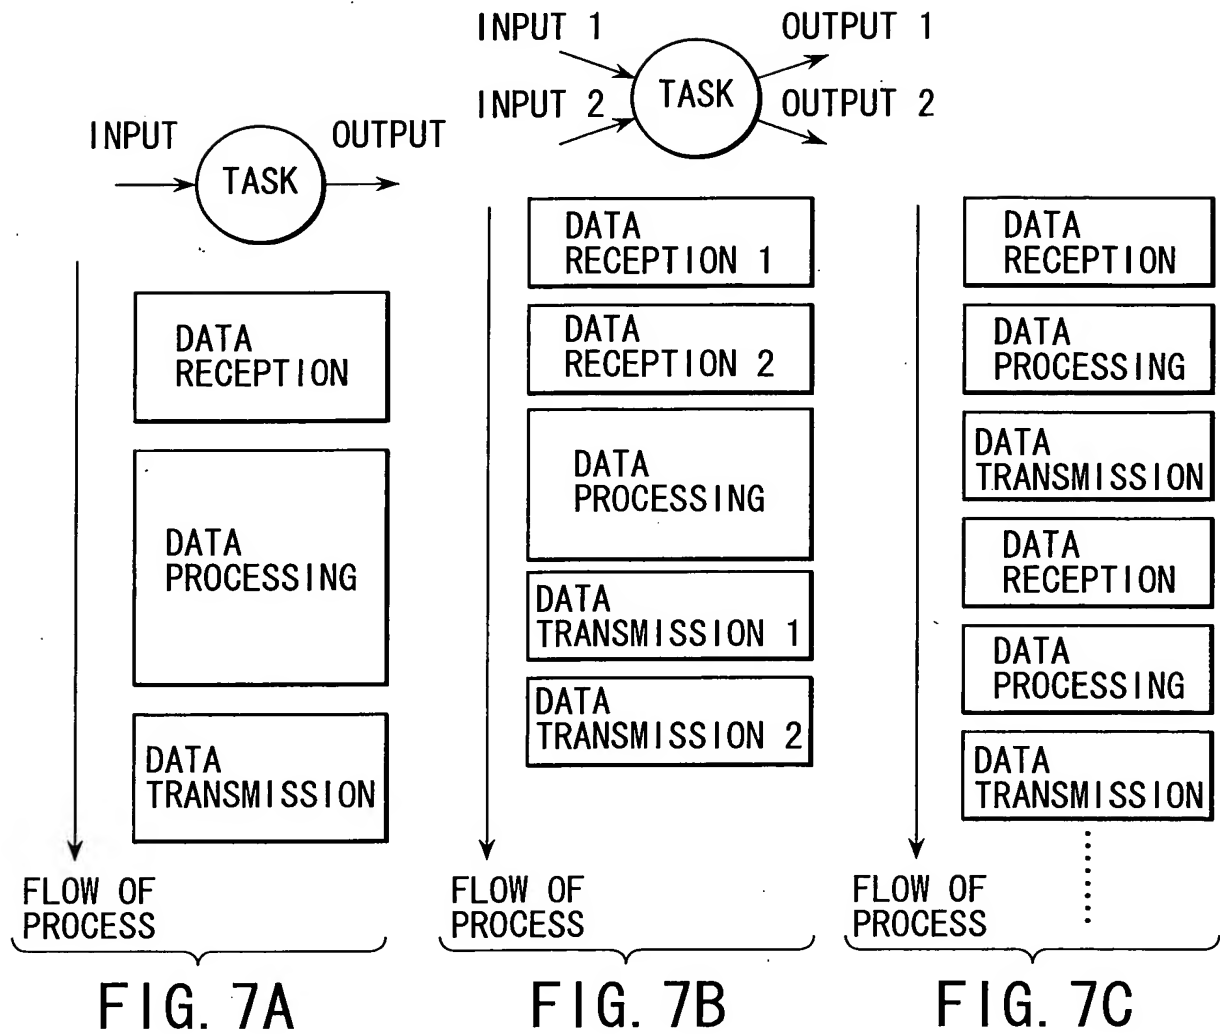 INPUT
TASK
OUTPUT
DATA
RECEPTION
DATA
PROCESSING
DATA
TRANSMISSION
FLOW OF
PROCESS
FIG. 7A
INPUT 1
INPUT 2
TASK
OUTPUT 1
OUTPUT 2
DATA
RECEPTION 1
DATA
RECEPTION 2
DATA
PROCESSING
DATA
TRANSMISSION 1
DATA
TRANSMISSION 2
FLOW OF
PROCESS
FIG. 7B
DATA
RECEPTION
DATA
PROCESSING
DATA
TRANSMISSION
DATA
RECEPTION
DATA
PROCESSING
DATA
TRANSMISSION
FLOW OF
PROCESS
FIG. 7C